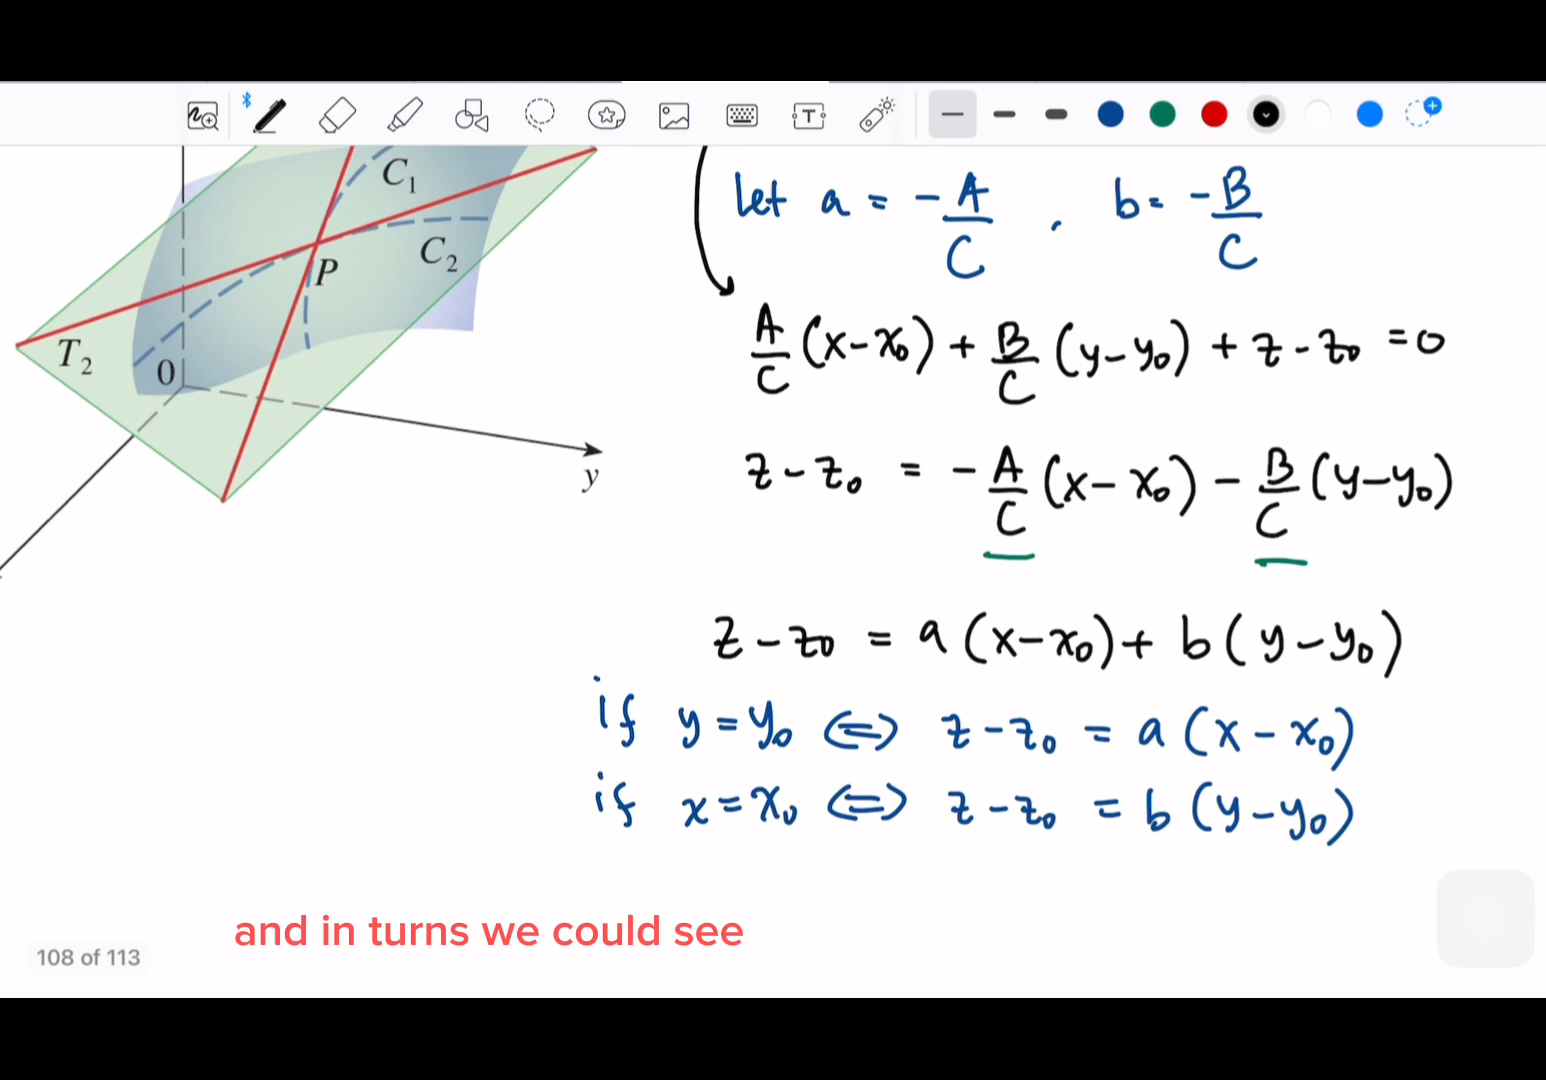 C₁
C₂
P
T₂
0
y
let a = -A/C , b = -B/C
A/C (x-x₀) + B/C (y-y₀) + z-z₀ = 0
z-z₀ = -A/C (x-x₀) - B/C (y-y₀)
z-z₀ = a(x-x₀) + b(y-y₀)
if y=y₀ ⇔ z-z₀ = a(x-x₀)
if x=x₀ ⇔ z-z₀ = b(y-y₀)
and in turns we could see
108 of 113